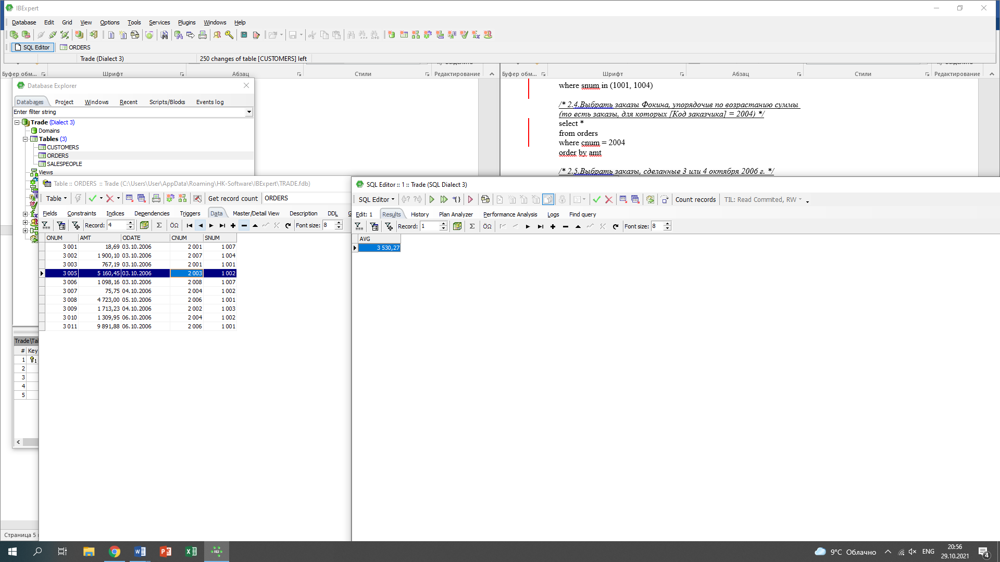 IBExpert
Database Edit Grid View Options Tools Services Plugins Windows Help
SQL Editor ORDERS
Trade (Dialect 3) 250 changes of table [CUSTOMERS] left
Буфер обм... Шрифт Абзац Стили Редактирование
Буфер обм... Шрифт Абзац Стили Редактирование
Database Explorer
Databases Project Windows Recent Scripts/Blocks Events log
Enter filter string
Trade (Dialect 3)
Domains
Tables (3)
CUSTOMERS
ORDERS
SALESPEOPLE
Views
where snum in (1001, 1004)
/* 2.4.Выбрать заказы Фокина, упорядочив по возрастанию суммы
(то есть заказы, для которых [Код заказчика] = 2004) */
select *
from orders
where cnum = 2004
order by amt
/* 2.5.Выбрать заказы, сделанные 3 или 4 октября 2006 г. */
Table :: ORDERS :: Trade (C:\Users\User\AppData\Roaming\HK-Software\IBExpert\TRADE.fdb)
Table Get record count ORDERS
Fields Constraints Indices Dependencies Triggers Data Master/Detail View Description DDL G
Record: 4 Font size: 8
ONUM AMT ODATE CNUM SNUM
3 001 18,69 03.10.2006 2 001 1 007
3 002 1 900,10 03.10.2006 2 007 1 004
3 003 767,19 03.10.2006 2 001 1 001
3 005 5 160,45 03.10.2006 2 003 1 002
3 006 1 098,16 03.10.2006 2 008 1 007
3 007 75,75 04.10.2006 2 004 1 002
3 008 4 723,00 05.10.2006 2 006 1 001
3 009 1 713,23 04.10.2006 2 002 1 003
3 010 1 309,95 06.10.2006 2 004 1 002
3 011 9 891,88 06.10.2006 2 006 1 001
Trade\Ta
# Key
1
2
3
4
5
SQL Editor :: 1 :: Trade (SQL Dialect 3)
SQL Editor Count records TIL: Read Commited, RW
Edit: 1 Results History Plan Analyzer Performance Analysis Logs Find query
Record: 1 Font size: 8
AVG
3 530,27
Страница 5
9°C Облачно ENG 20:56
29.10.2021
4